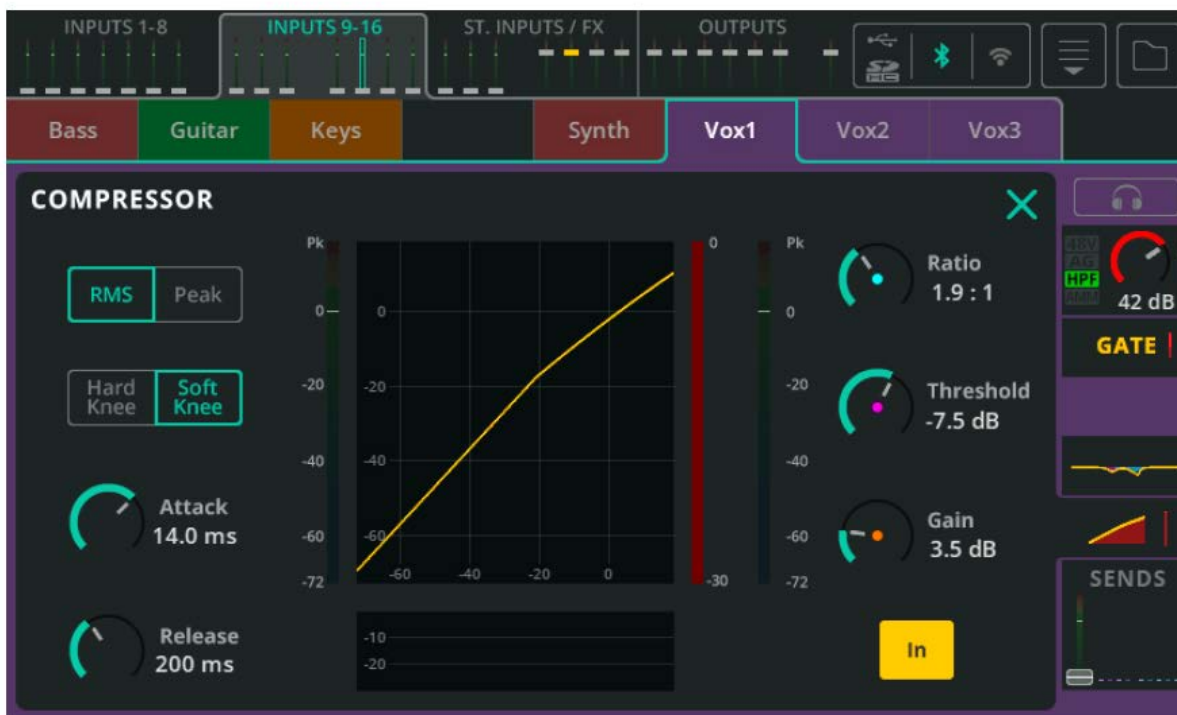 INPUTS 1-8 INPUTS 9-16 ST. INPUTS / FX OUTPUTS
Bass Guitar Keys Synth Vox1 Vox2 Vox3
COMPRESSOR
RMS Peak
Hard Knee Soft Knee
Attack
14.0 ms
Release
200 ms
Pk
0
-20
-40
-60
-72
0
-20
-40
-60
-60 -40 -20 0
-10
-20
0
-30
Pk
0
-20
-40
-60
-72
Ratio
1.9 : 1
Threshold
-7.5 dB
Gain
3.5 dB
In
48V
AG
HPF
42 dB
GATE
SENDS